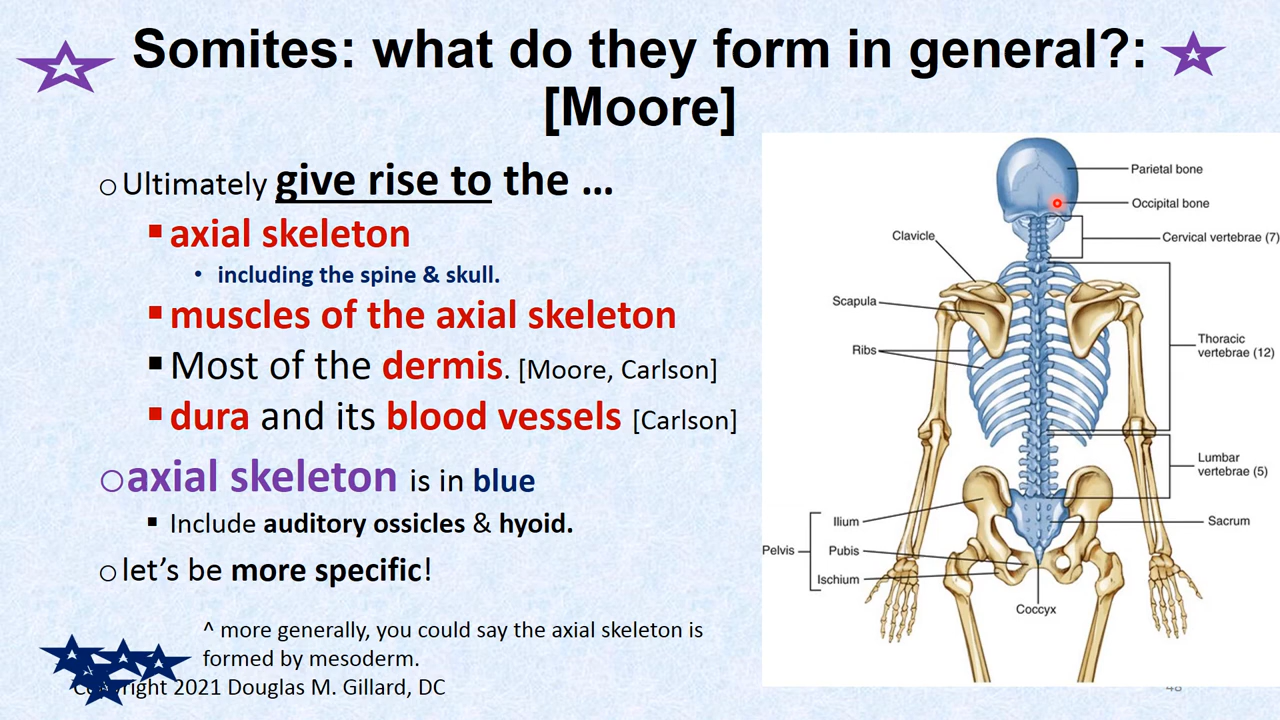 Somites: what do they form in general?:
[Moore]
o Ultimately give rise to the ...
▪ axial skeleton
• including the spine & skull.
▪ muscles of the axial skeleton
▪ Most of the dermis. [Moore, Carlson]
▪ dura and its blood vessels [Carlson]
o axial skeleton is in blue
▪ Include auditory ossicles & hyoid.
o let's be more specific!
^ more generally, you could say the axial skeleton is
formed by mesoderm.
2021 Douglas M. Gillard, DC
Parietal bone
Occipital bone
Cervical vertebrae (7)
Clavicle
Scapula
Ribs
Thoracic
vertebrae (12)
Lumbar
vertebrae (5)
Ilium
Sacrum
Pelvis
Pubis
Ischium
Coccyx